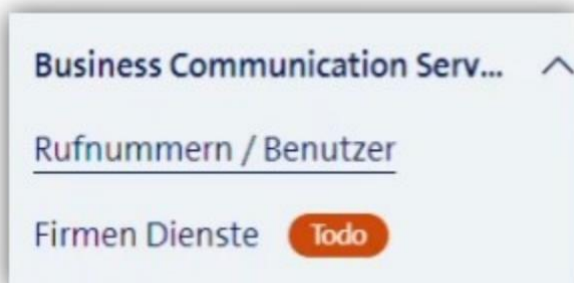 Business Communication Serv...
Rufnummern / Benutzer
Firmen Dienste Todo